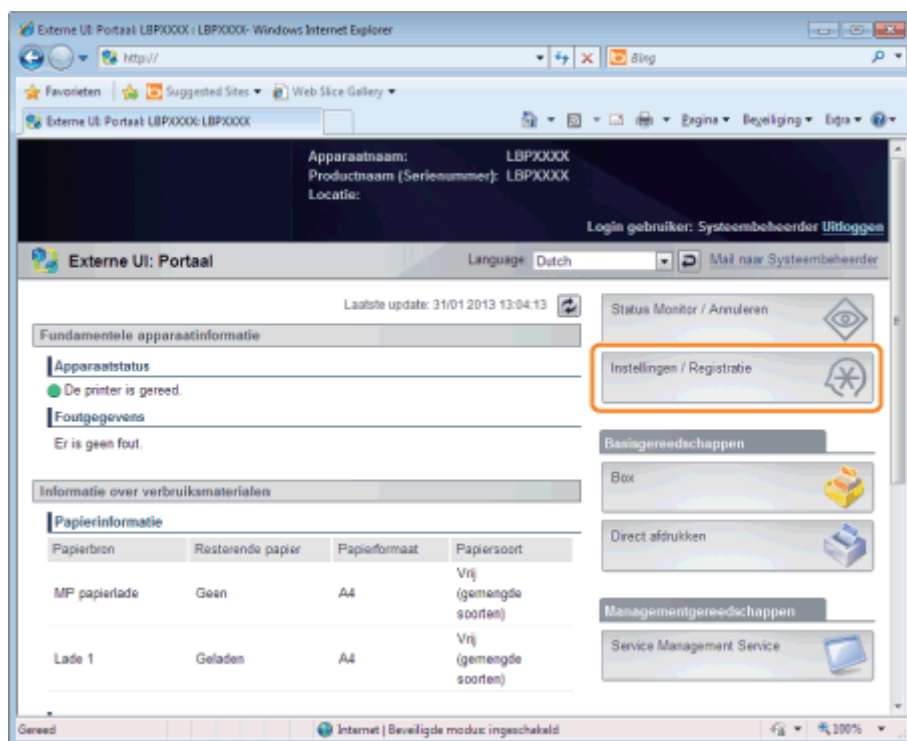 Externe UI: Portaal: LBPXXXX : LBPXXXX- Windows Internet Explorer
http://
Bing
Favorieten
Suggested Sites
Web Slice Gallery
Externe UI: Portaal: LBPXXXX: LBPXXXX
Pagina
Beveiliging
Extra
Apparaatnaam: LBPXXXX
Productnaam (Serienummer): LBPXXXX
Locatie:
Login gebruiker: Systeembeheerder Uitloggen
Externe UI: Portaal
Language: Dutch
Mail naar Systeembeheerder
Laatste update: 31/01 2013 13:04:13
Fundamentele apparaatinformatie
Apparaatstatus
De printer is gereed.
Foutgegevens
Er is geen fout.
Informatie over verbruiksmaterialen
Papierinformatie
Papierbron Resterende papier Papierformaat Papiersoort
MP papierlade Geen A4 Vrij (gemengde soorten)
Lade 1 Geladen A4 Vrij (gemengde soorten)
Status Monitor / Annuleren
Instellingen / Registratie
Basisgereedschappen
Box
Direct afdrukken
Managementgereedschappen
Service Management Service
Gereed
Internet | Beveiligde modus: ingeschakeld
100%